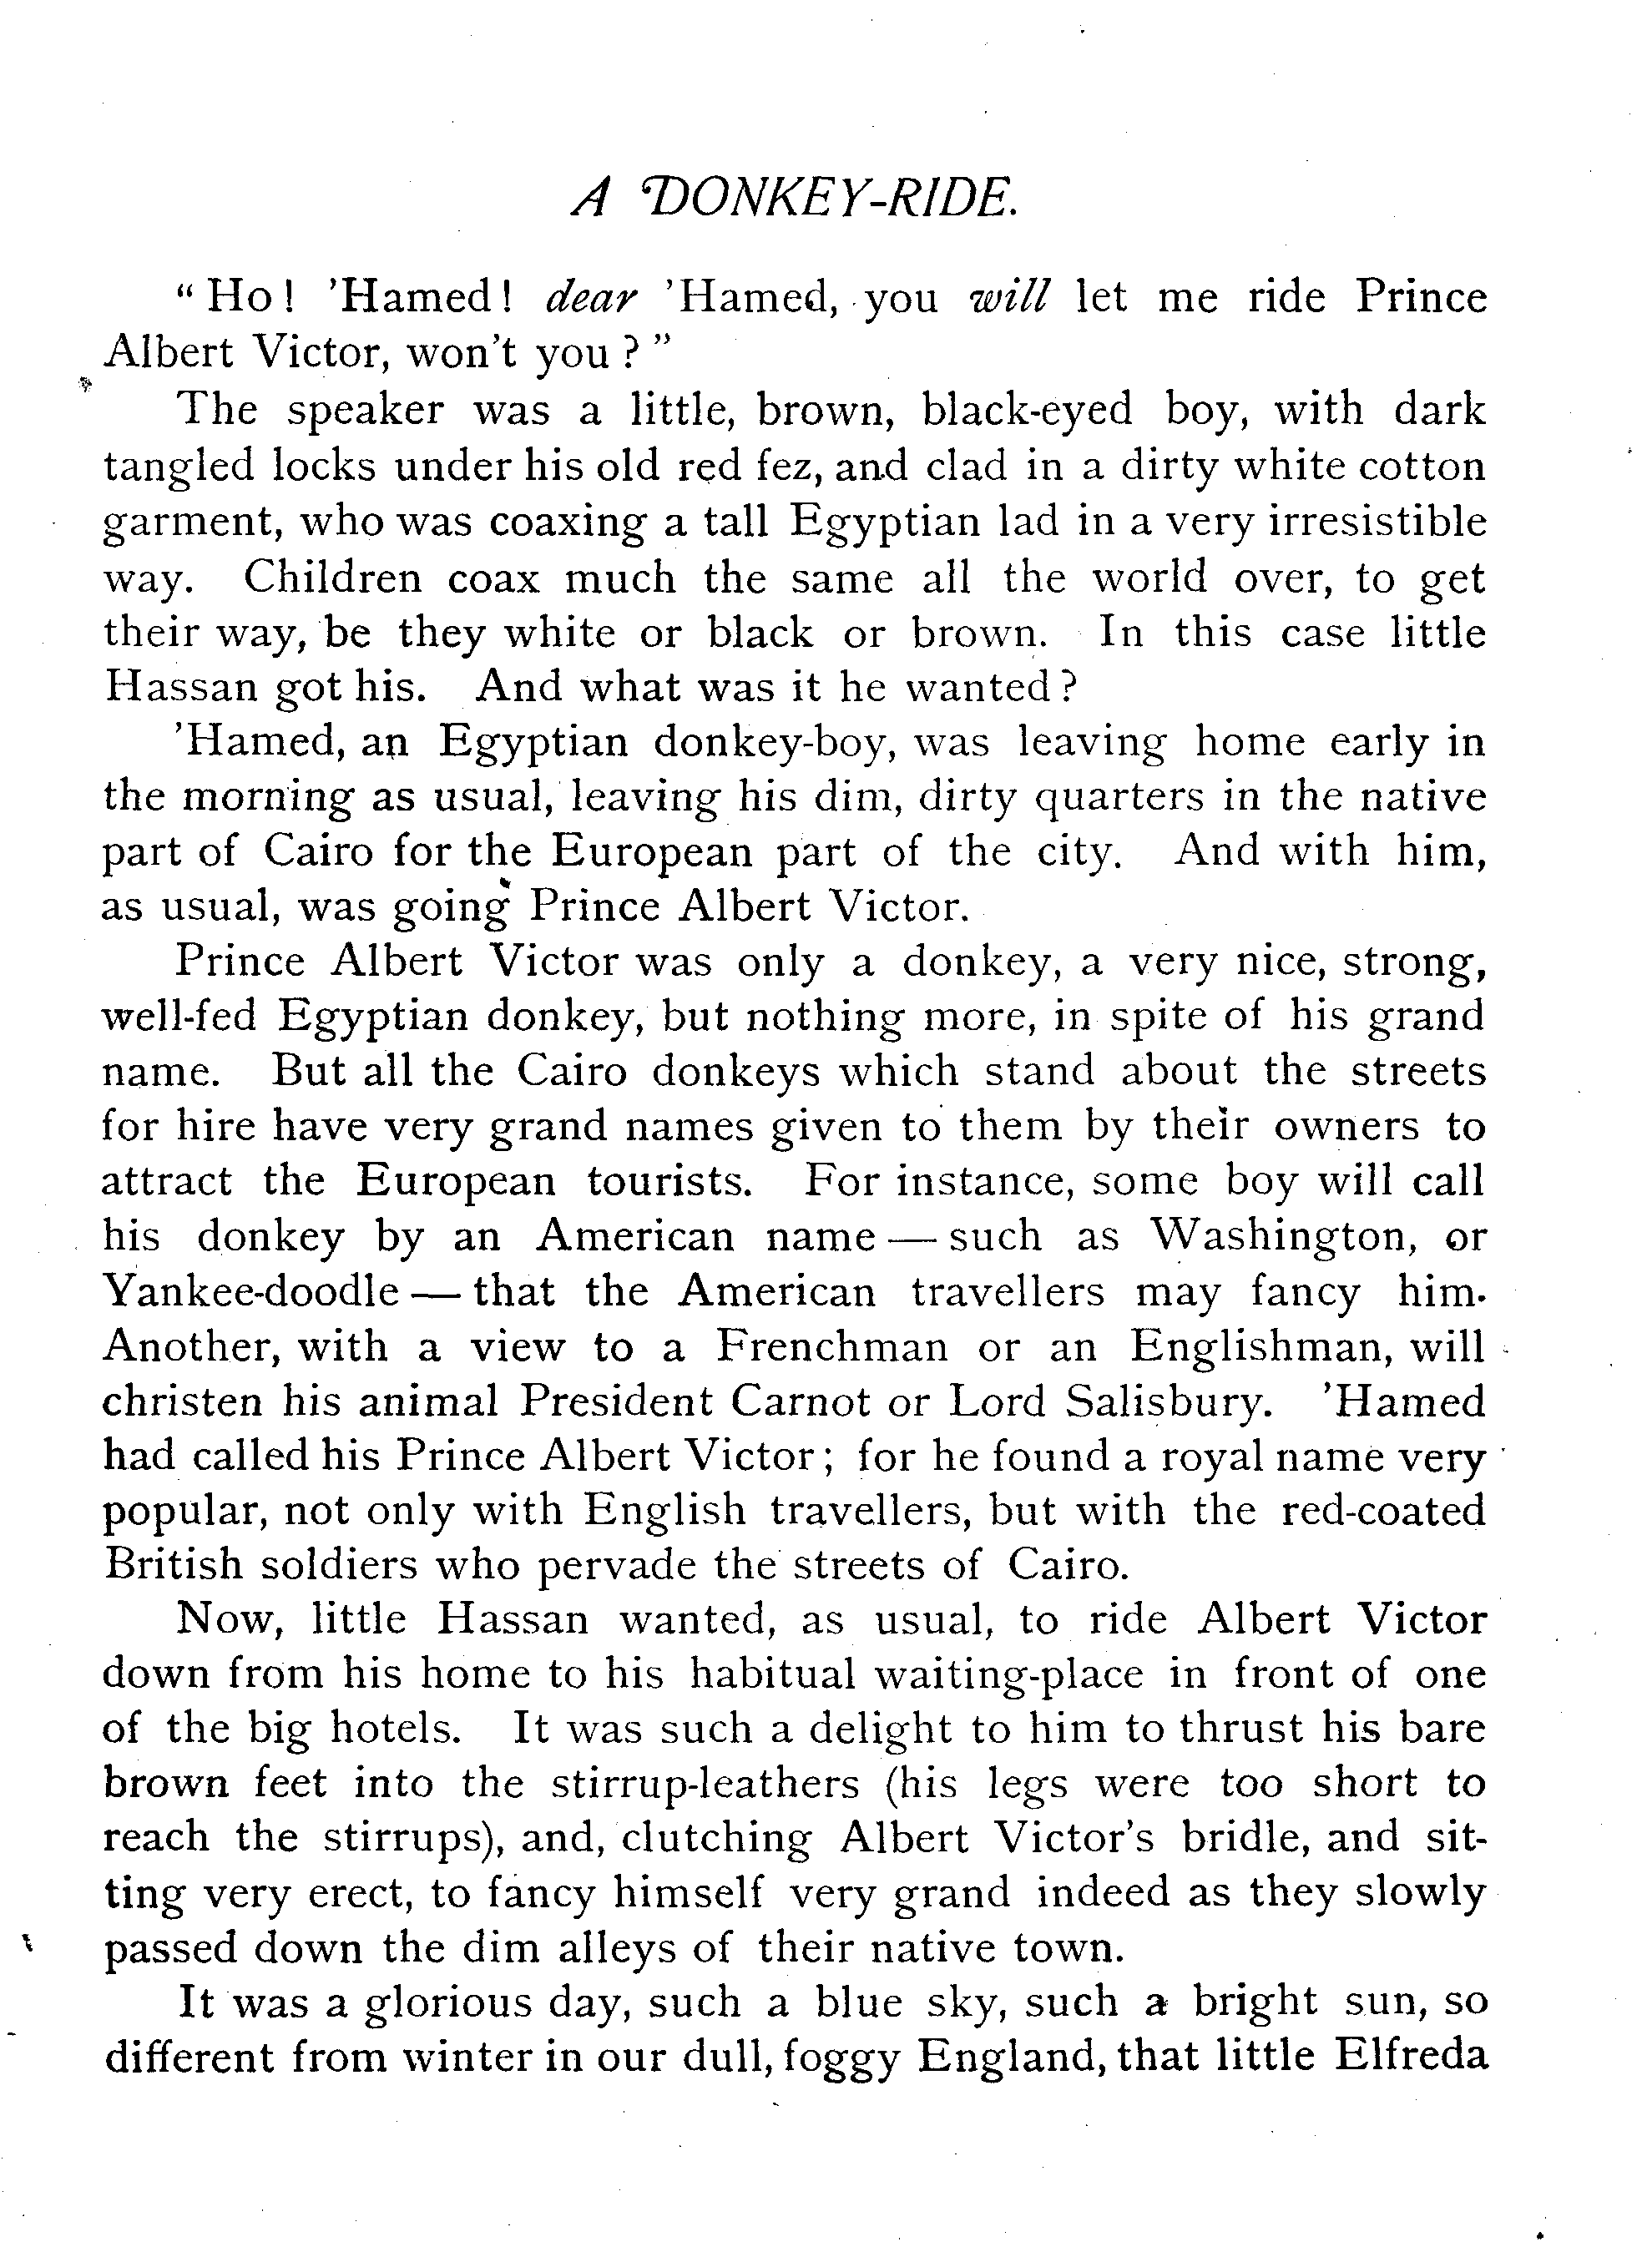 A DONKEY-RIDE.
" Ho! 'Hamed! dear 'Hamed, you will let me ride Prince
Albert Victor, won't you ? "
The speaker was a little, brown, black-eyed boy, with dark
tangled locks under his old red fez, and clad in a dirty white cotton
garment, who was coaxing a tall Egyptian lad in a very irresistible
way. Children coax much the same all the world over, to get
their way, be they white or black or brown. In this case little
Hassan got his. And what was it he wanted ?
'Hamed, an Egyptian donkey-boy, was leaving home early in
the morning as usual, leaving his dim, dirty quarters in the native
part of Cairo for the European part of the city. And with him,
as usual, was going Prince Albert Victor.
Prince Albert Victor was only a donkey, a very nice, strong,
well-fed Egyptian donkey, but nothing more, in spite of his grand
name. But all the Cairo donkeys which stand about the streets
for hire have very grand names given to them by their owners to
attract the European tourists. For instance, some boy will call
his donkey by an American name — such as Washington, or
Yankee-doodle — that the American travellers may fancy him.
Another, with a view to a Frenchman or an Englishman, will
christen his animal President Carnot or Lord Salisbury. 'Hamed
had called his Prince Albert Victor; for he found a royal name very
popular, not only with English travellers, but with the red-coated
British soldiers who pervade the streets of Cairo.
Now, little Hassan wanted, as usual, to ride Albert Victor
down from his home to his habitual waiting-place in front of one
of the big hotels. It was such a delight to him to thrust his bare
brown feet into the stirrup-leathers (his legs were too short to
reach the stirrups), and, clutching Albert Victor's bridle, and sit-
ting very erect, to fancy himself very grand indeed as they slowly
passed down the dim alleys of their native town.
It was a glorious day, such a blue sky, such a bright sun, so
different from winter in our dull, foggy England, that little Elfreda